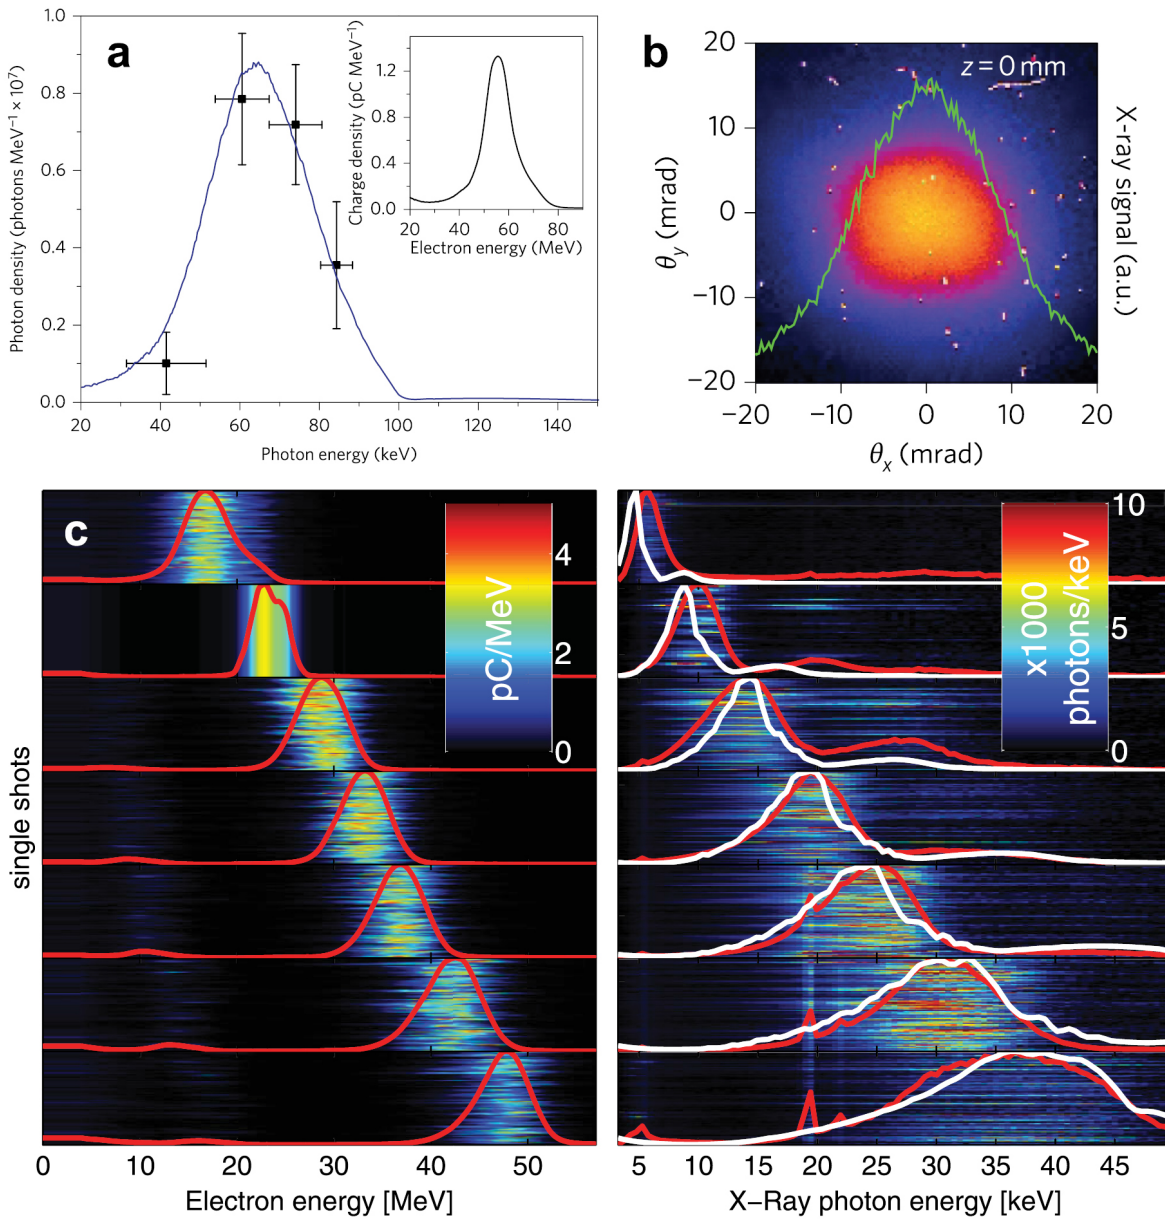 a
Photon density (photons MeV⁻¹ × 10⁷)
1.0
0.8
0.6
0.4
0.2
0.0
20 40 60 80 100 120 140
Photon energy (keV)
Charge density (pC MeV⁻¹)
1.2
0.8
0.4
0.0
20 40 60 80
Electron energy (MeV)
b
z = 0 mm
θy (mrad)
20
10
0
−10
−20
−20 −10 0 10 20
θx (mrad)
X-ray signal (a.u.)
c
single shots
pC/MeV
4
2
0
0 10 20 30 40 50
Electron energy [MeV]
x1000
photons/keV
10
5
0
5 10 15 20 25 30 35 40 45
X−Ray photon energy [keV]